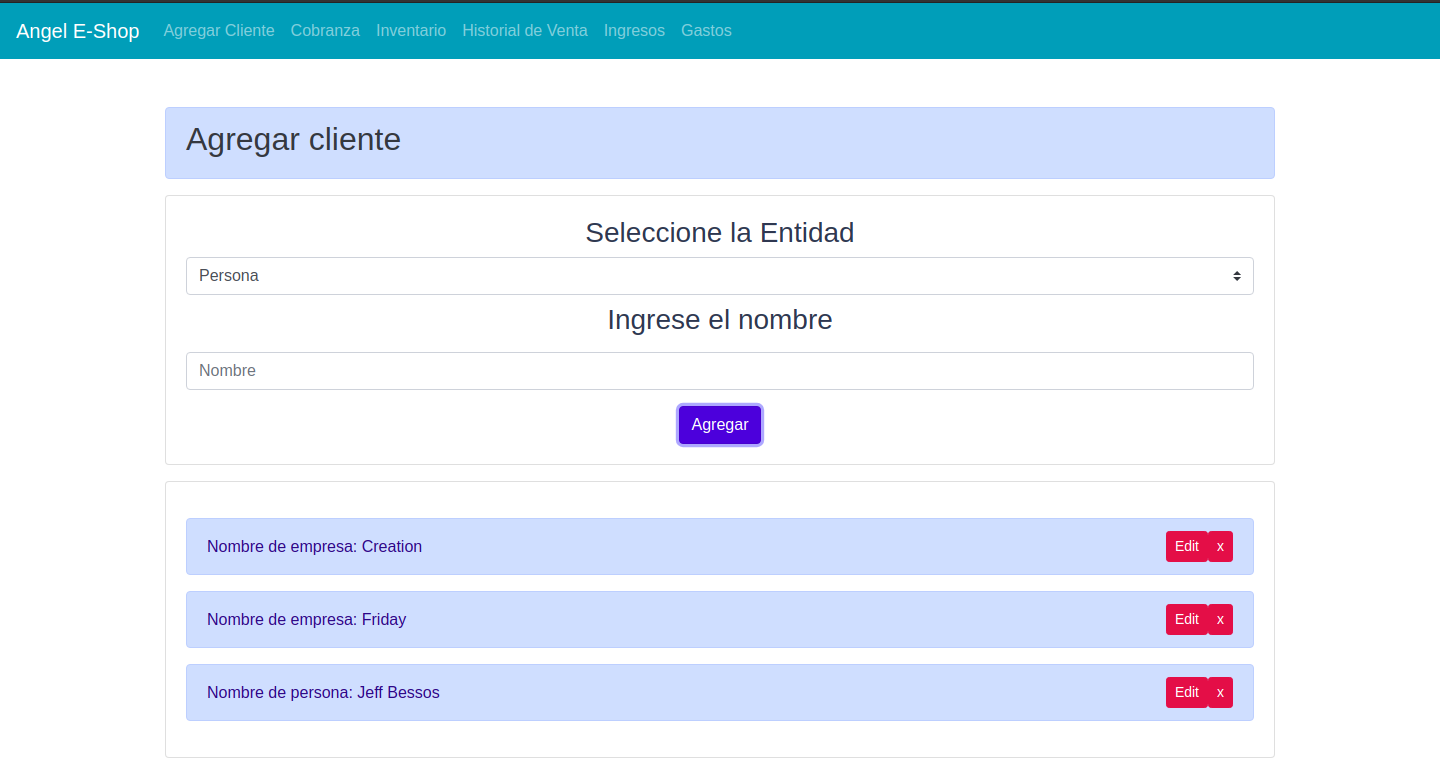 Angel E-Shop Agregar Cliente Cobranza Inventario Historial de Venta Ingresos Gastos
Agregar cliente
Seleccione la Entidad
Persona
Ingrese el nombre
Nombre
Agregar
Nombre de empresa: Creation Edit x
Nombre de empresa: Friday Edit x
Nombre de persona: Jeff Bessos Edit x